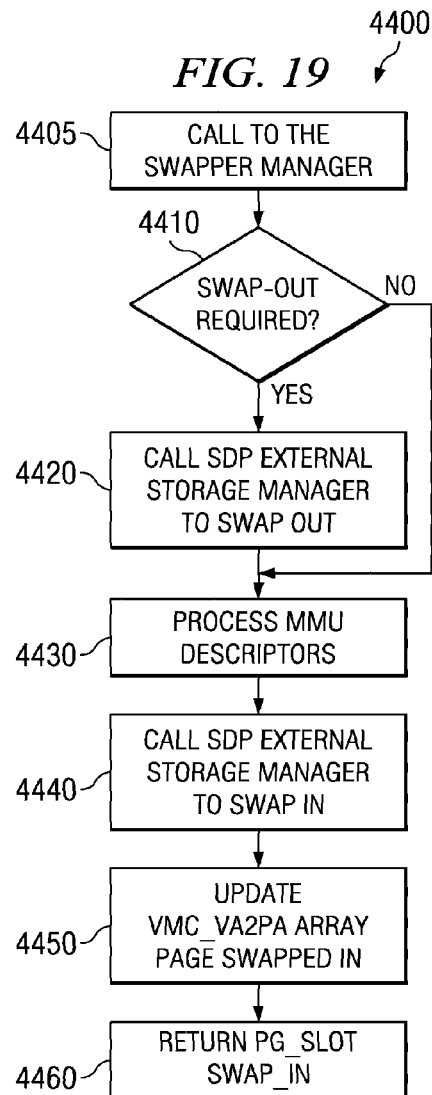 4400
FIG. 19
4405
CALL TO THE
SWAPPER MANAGER
4410
SWAP-OUT
REQUIRED?
NO
YES
4420
CALL SDP EXTERNAL
STORAGE MANAGER
TO SWAP OUT
4430
PROCESS MMU
DESCRIPTORS
4440
CALL SDP EXTERNAL
STORAGE MANAGER
TO SWAP IN
4450
UPDATE
VMC_VA2PA ARRAY
PAGE SWAPPED IN
4460
RETURN PG_SLOT
SWAP_IN